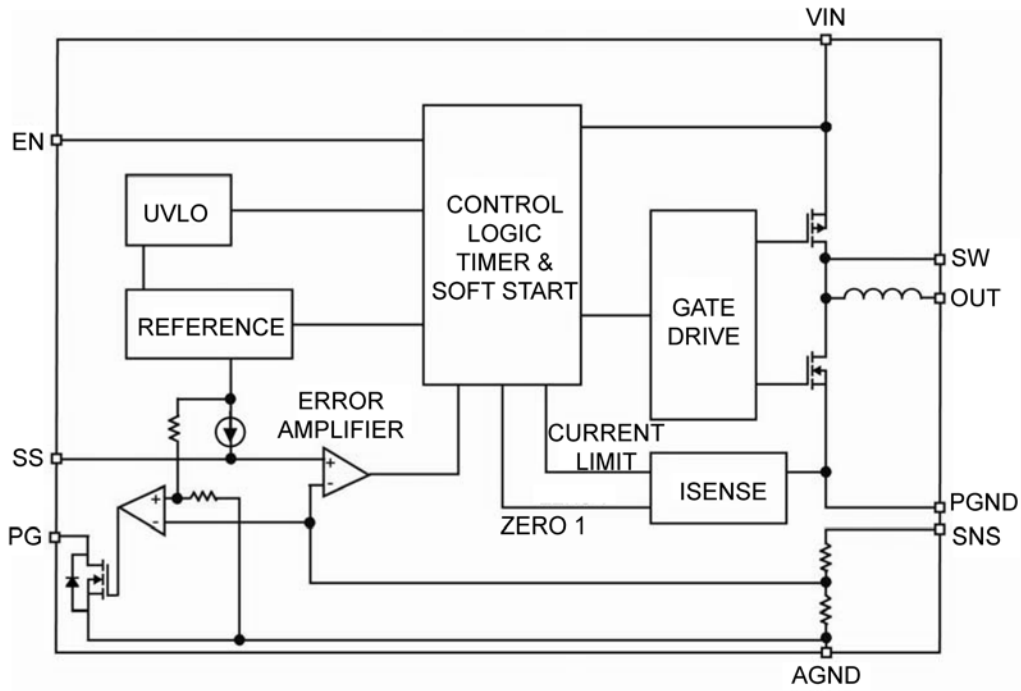 VIN
EN
UVLO
CONTROL
LOGIC
TIMER &
SOFT START
SW
OUT
REFERENCE
GATE
DRIVE
ERROR
AMPLIFIER
CURRENT
LIMIT
SS
+
-
ISENSE
+
-
PG
ZERO 1
PGND
SNS
AGND